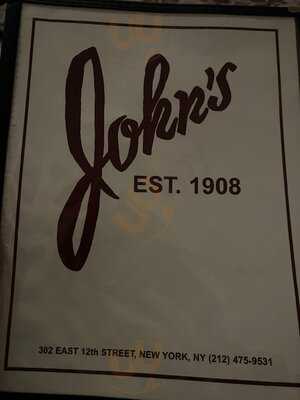 John's
EST. 1908
302 EAST 12th STREET, NEW YORK, NY (212) 475-9531